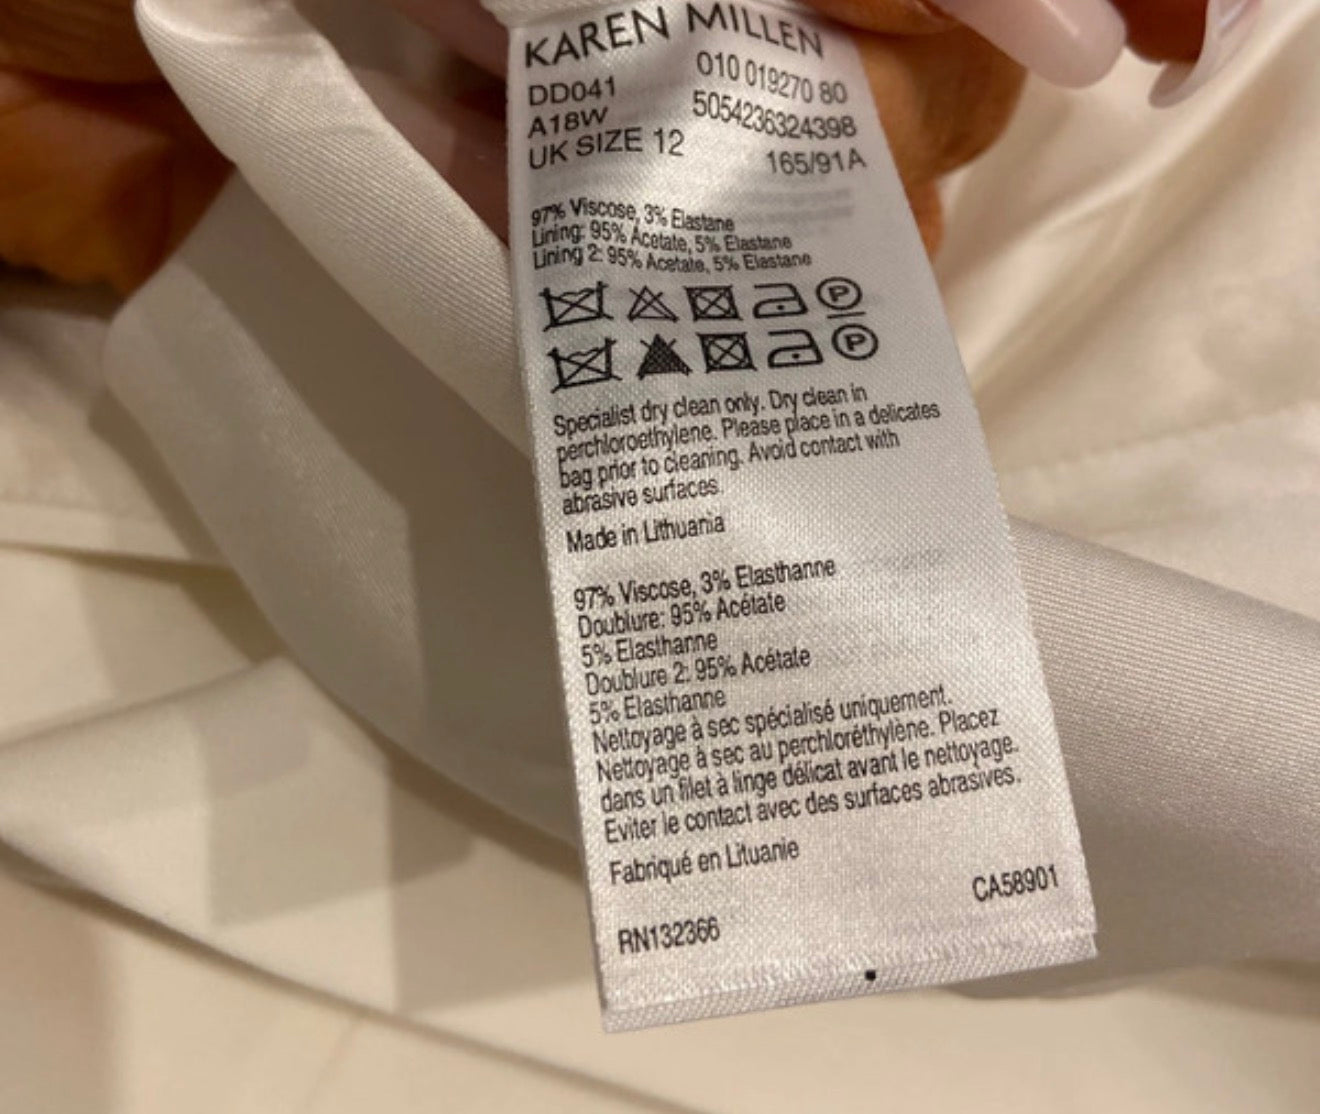 KAREN MILLEN
DD041 010 019270 80
A18W 5054236324398
UK SIZE 12 165/91A
97% Viscose, 3% Elastane
Lining: 95% Acetate, 5% Elastane
Lining 2: 95% Acetate, 5% Elastane
P
P
Specialist dry clean only. Dry clean in
perchloroethylene. Please place in a delicates
bag prior to cleaning. Avoid contact with
abrasive surfaces.
Made in Lithuania
97% Viscose, 3% Elasthanne
Doublure: 95% Acétate
5% Elasthanne
Doublure 2: 95% Acétate
5% Elasthanne
Nettoyage à sec spécialisé uniquement.
Nettoyage à sec au perchloréthylène. Placez
dans un filet à linge délicat avant le nettoyage.
Eviter le contact avec des surfaces abrasives.
Fabriqué en Lituanie
CA58901
RN132366